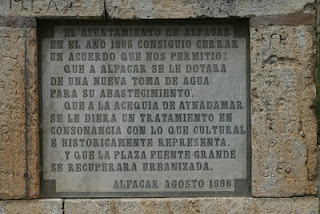 EL AYUNTAMIENTO DE ALFACAR
EN EL AÑO 1995 CONSIGUIO CERRAR
UN ACUERDO QUE NOS PERMITIO:
QUE A ALFACAR SE LE DOTARA
DE UNA NUEVA TOMA DE AGUA
PARA SU ABASTECIMIENTO.
QUE A LA ACEQUIA DE AYNADAMAR
SE LE DIERA UN TRATAMIENTO EN
CONSONANCIA CON LO QUE CULTURAL
E HISTORICAMENTE REPRESENTA.
Y QUE LA PLAZA FUENTE GRANDE
SE RECUPERARA URBANIZADA.
ALFACAR AGOSTO 1996